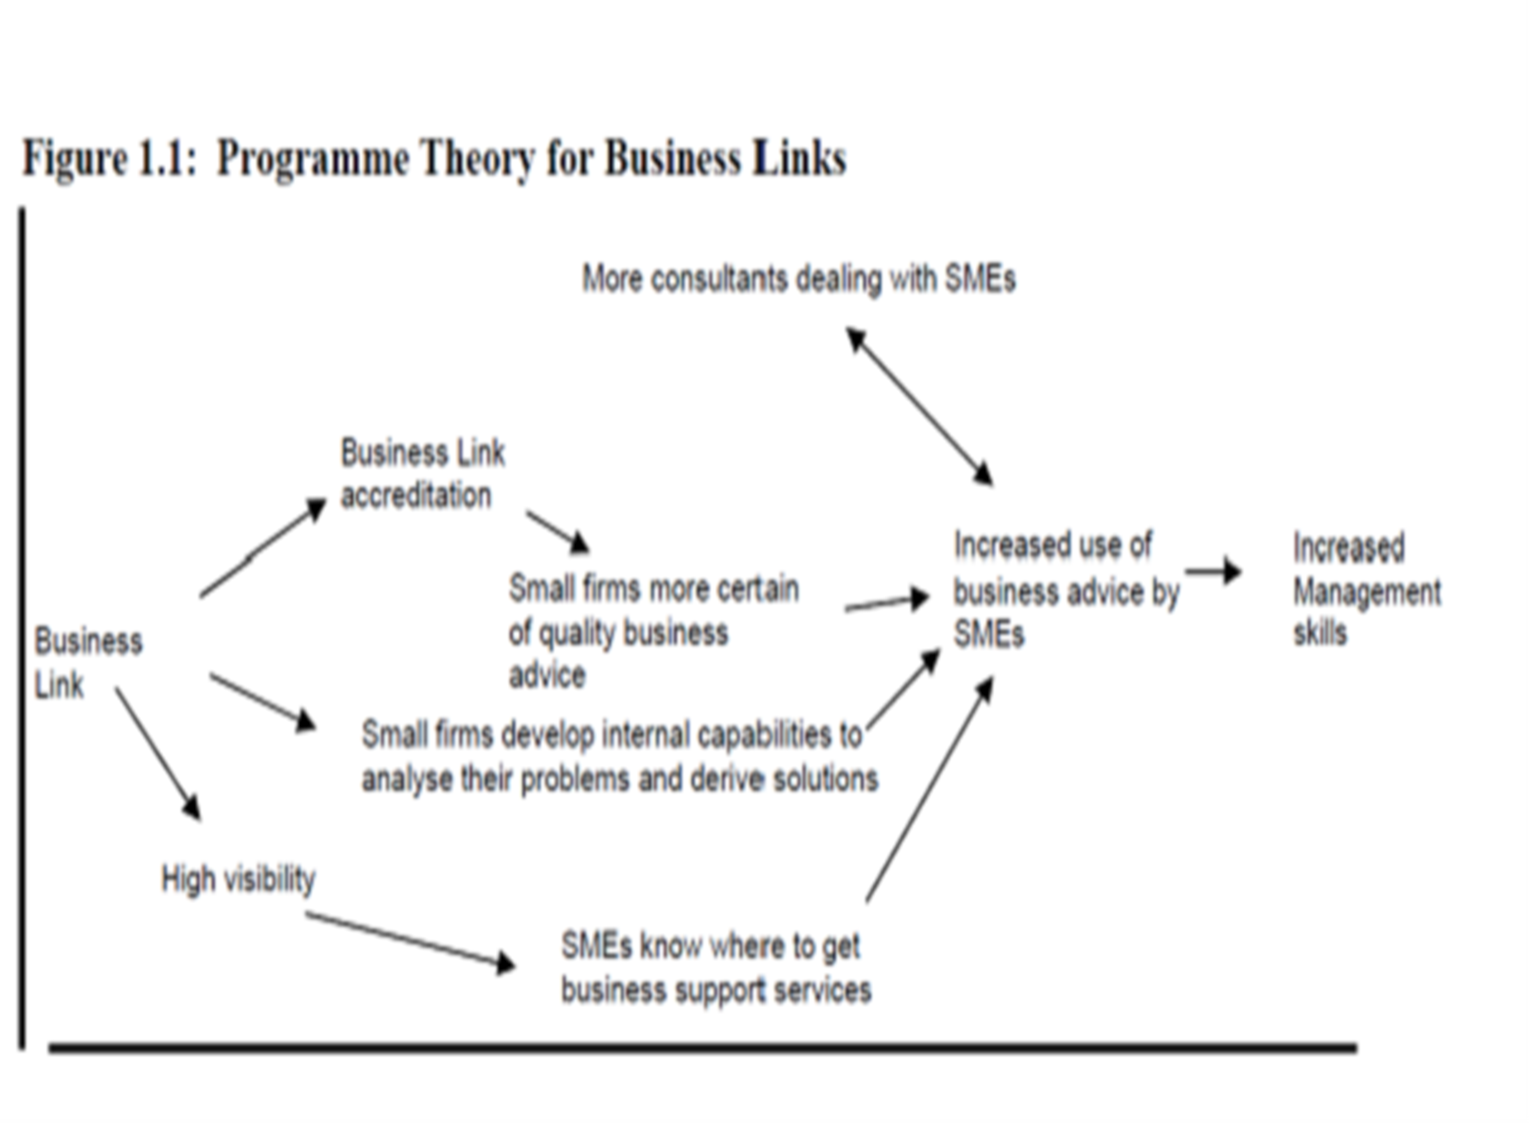 Figure 1.1:  Programme Theory for Business Links
More consultants dealing with SMEs
Business Link
accreditation
Small firms more certain
of quality business
advice
Increased use of
business advice by
SMEs
Increased
Management
skills
Business
Link
Small firms develop internal capabilities to
analyse their problems and derive solutions
High visibility
SMEs know where to get
business support services